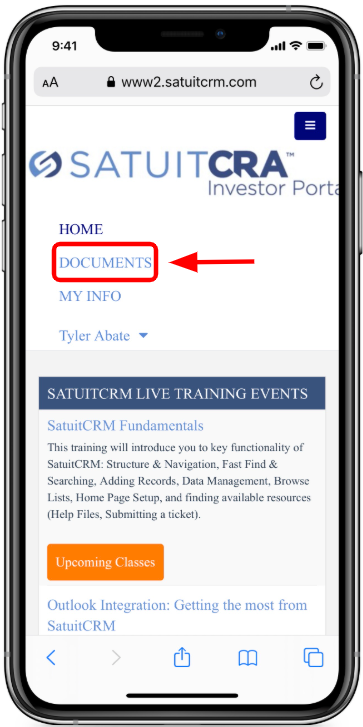 9:41
AA www2.satuitcrm.com
SATUITCRA™
Investor Porta
HOME
DOCUMENTS
MY INFO
Tyler Abate
SATUITCRM LIVE TRAINING EVENTS
SatuitCRM Fundamentals
This training will introduce you to key functionality of
SatuitCRM: Structure & Navigation, Fast Find &
Searching, Adding Records, Data Management, Browse
Lists, Home Page Setup, and finding available resources
(Help Files, Submitting a ticket).
Upcoming Classes
Outlook Integration: Getting the most from
SatuitCRM